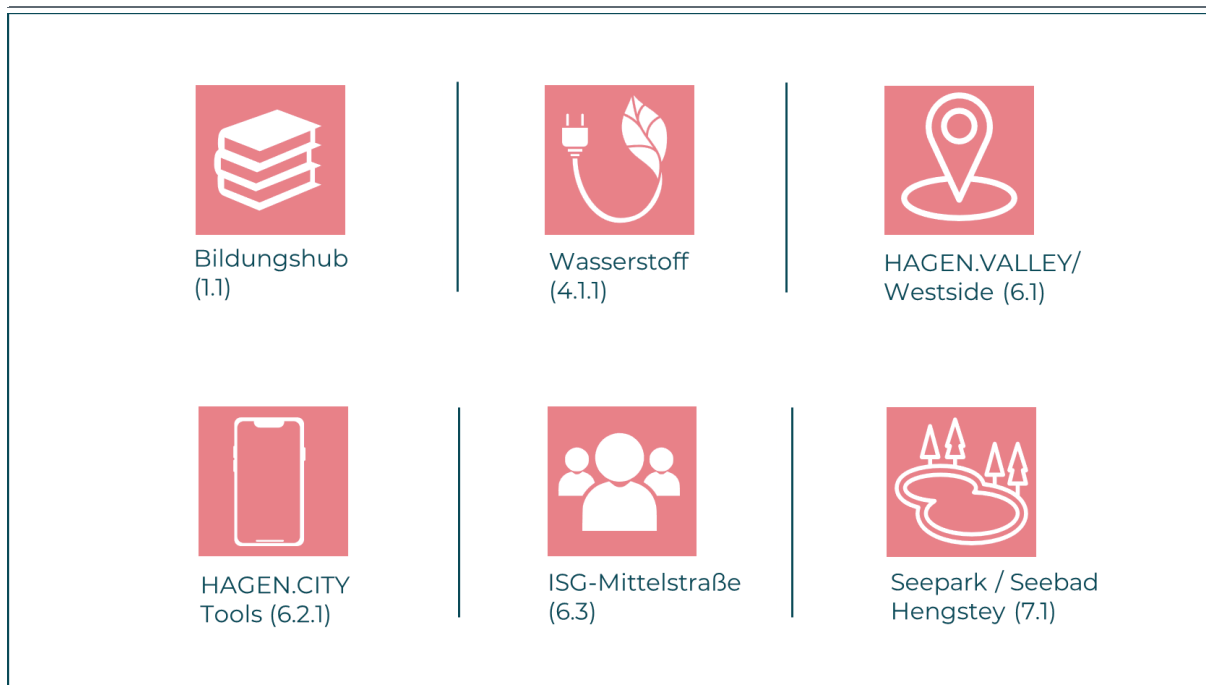 Bildungshub
(1.1)
Wasserstoff
(4.1.1)
HAGEN.VALLEY/
Westside (6.1)
HAGEN.CITY
Tools (6.2.1)
ISG-Mittelstraße
(6.3)
Seepark / Seebad
Hengstey (7.1)